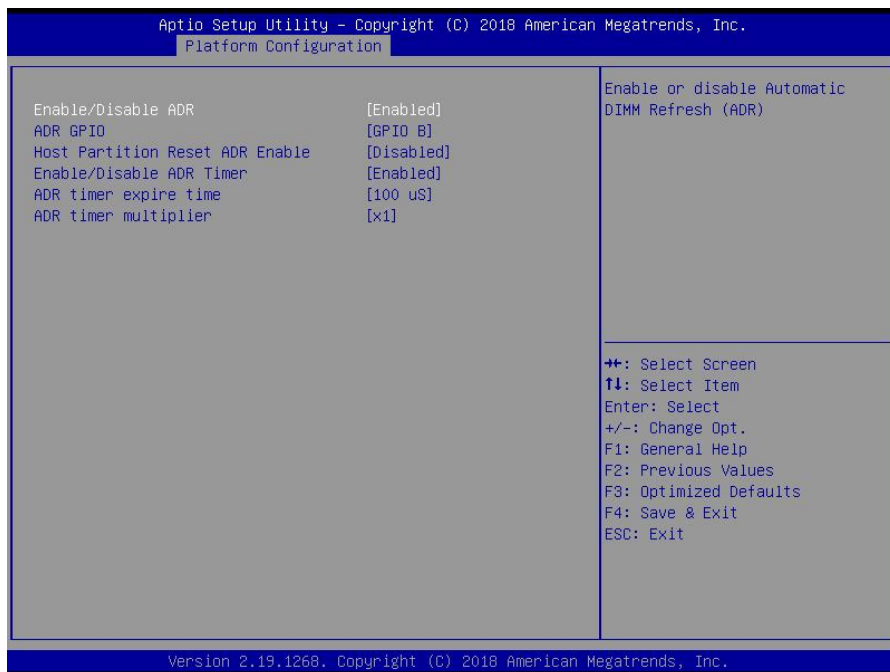 Aptio Setup Utility – Copyright (C) 2018 American Megatrends, Inc.
Platform Configuration
Enable/Disable ADR [Enabled]
ADR GPIO [GPIO B]
Host Partition Reset ADR Enable [Disabled]
Enable/Disable ADR Timer [Enabled]
ADR timer expire time [100 uS]
ADR timer multiplier [x1]
Enable or disable Automatic
DIMM Refresh (ADR)
→←: Select Screen
↑↓: Select Item
Enter: Select
+/-: Change Opt.
F1: General Help
F2: Previous Values
F3: Optimized Defaults
F4: Save & Exit
ESC: Exit
Version 2.19.1268. Copyright (C) 2018 American Megatrends, Inc.